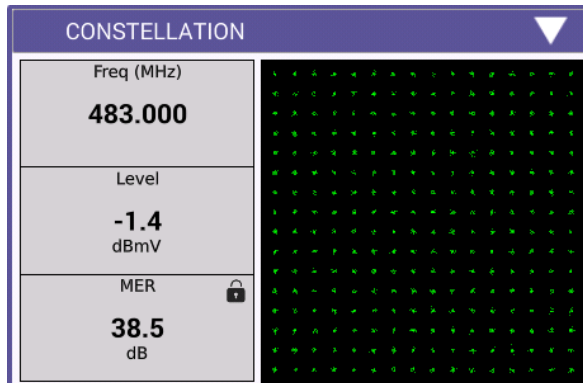 CONSTELLATION
Freq (MHz)
483.000
Level
-1.4
dBmV
MER
38.5
dB